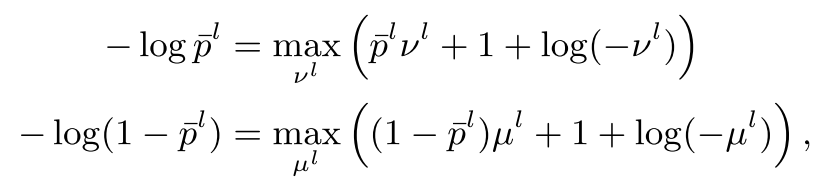 − log p̄^l = max_{ν^l} ( p̄^l ν^l + 1 + log(−ν^l) )
− log(1 − p̄^l) = max_{μ^l} ( (1 − p̄^l)μ^l + 1 + log(−μ^l) ) ,